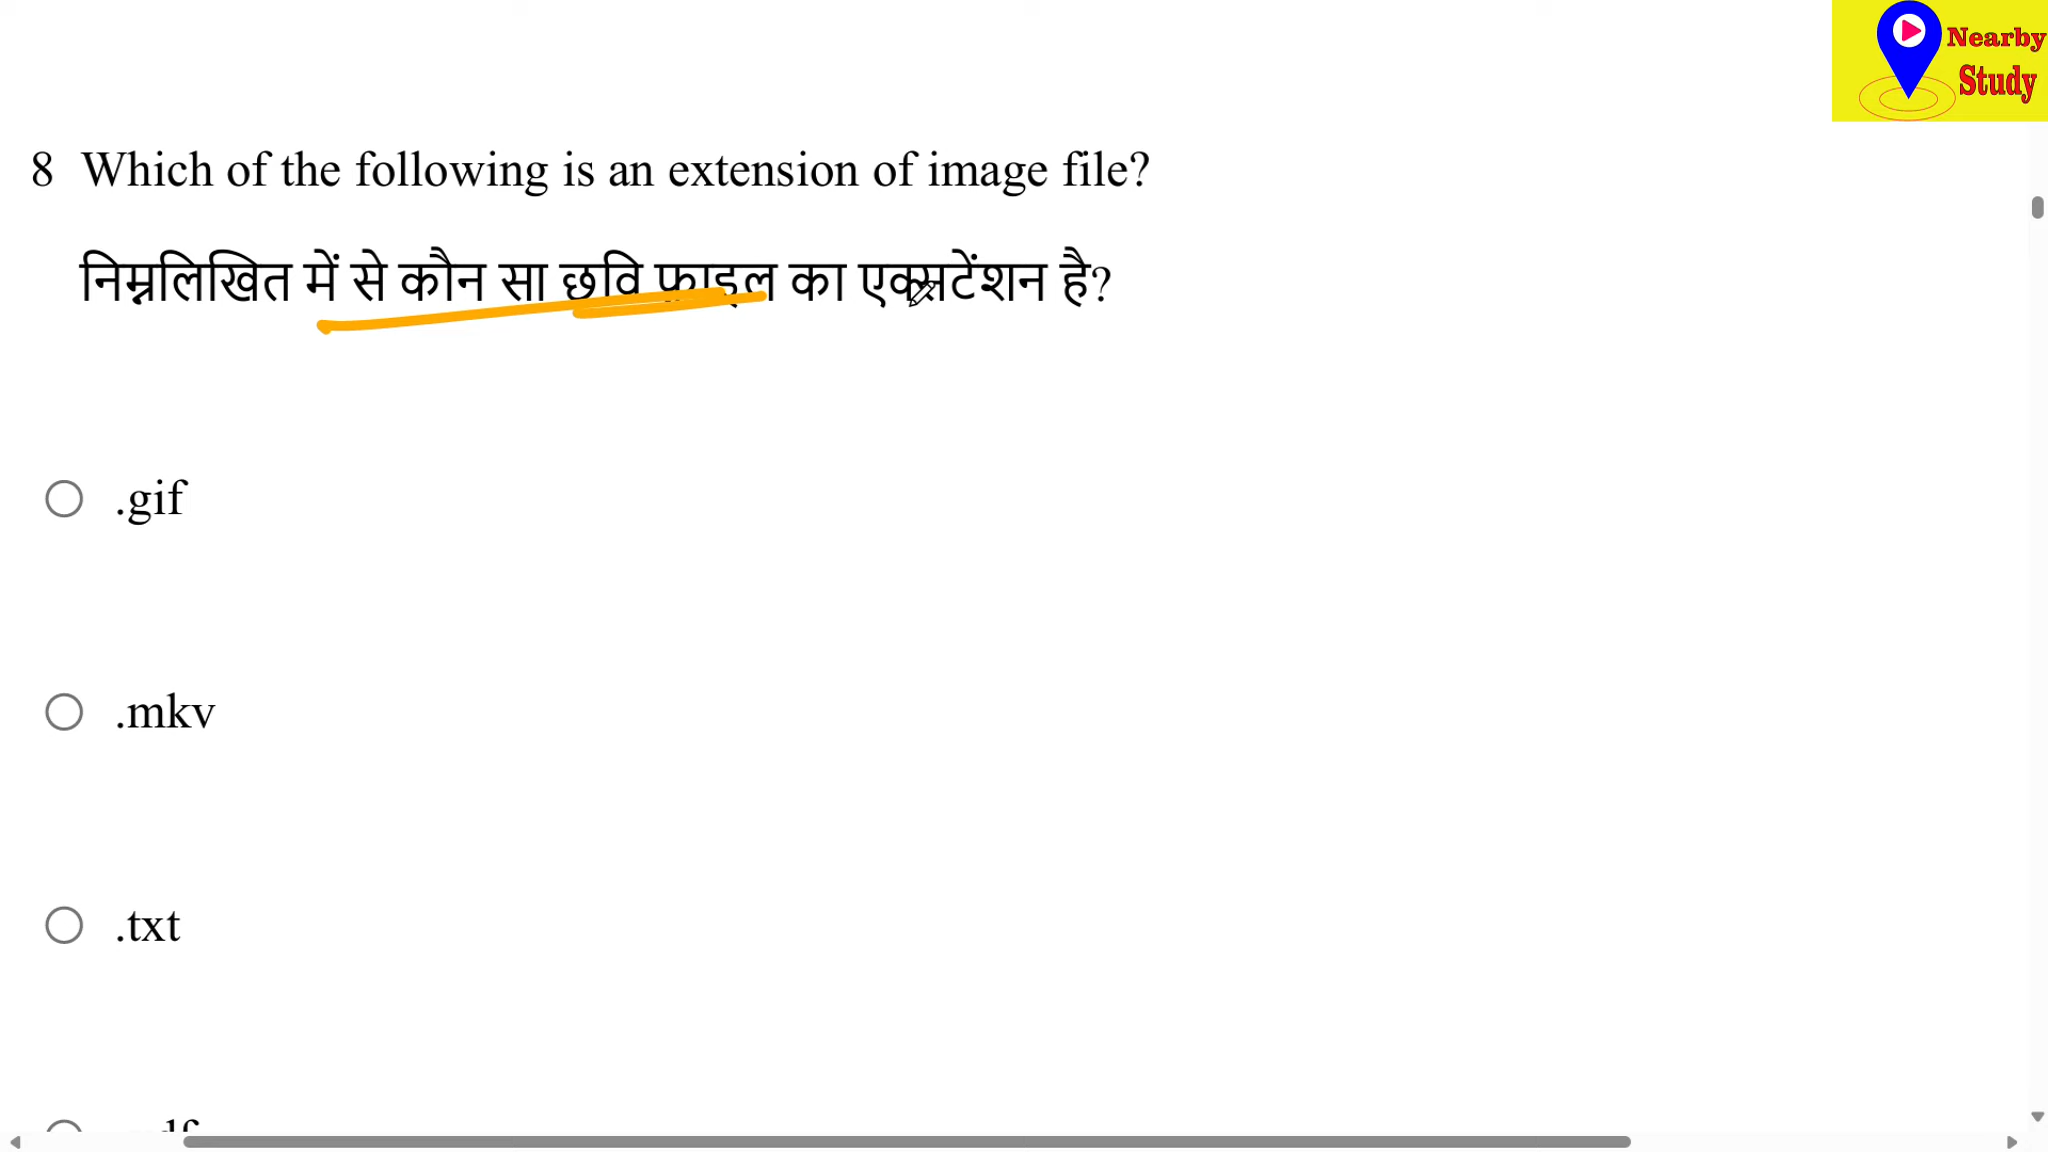 Nearby
Study
8 Which of the following is an extension of image file?
निम्नलिखित में से कौन सा छवि फ़ाइल का एक्सटेंशन है?
.gif
.mkv
.txt